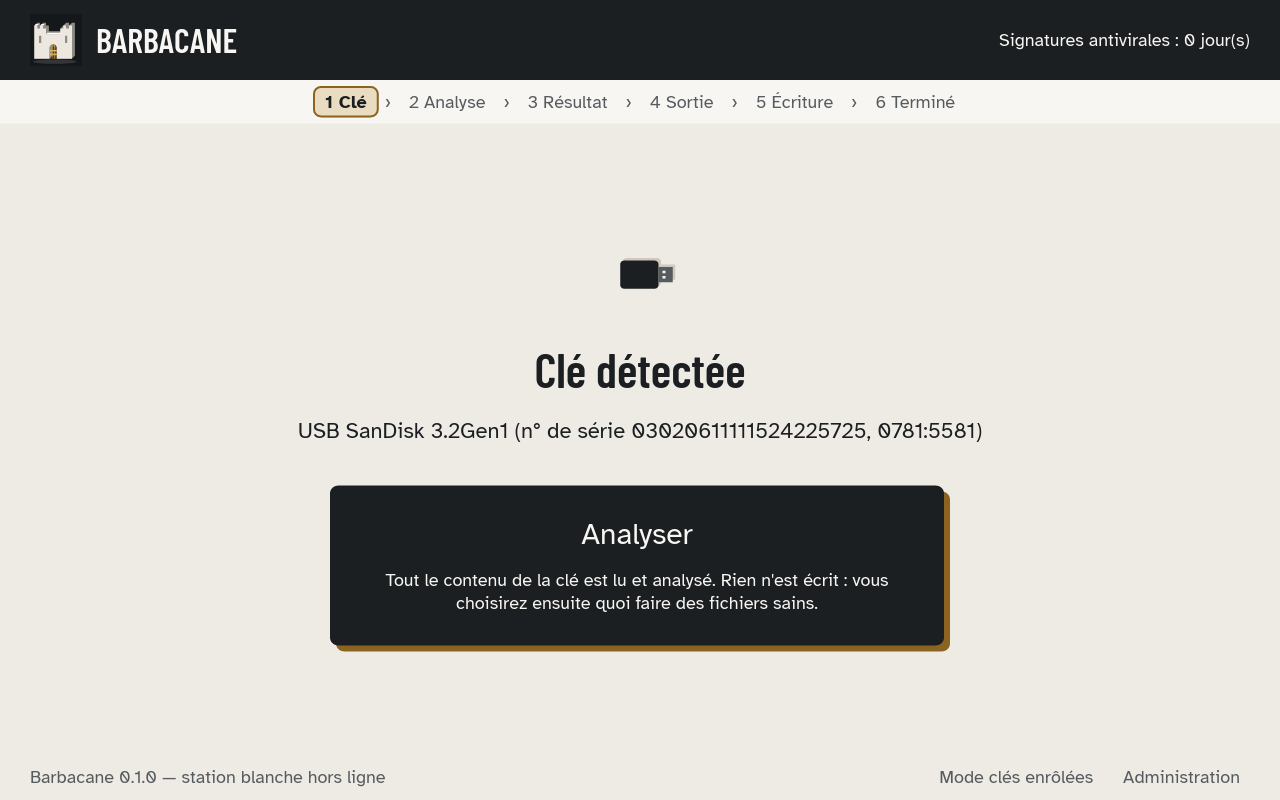 BARBACANE
Signatures antivirales : 0 jour(s)
1 Clé › 2 Analyse › 3 Résultat › 4 Sortie › 5 Écriture › 6 Terminé
Clé détectée
USB SanDisk 3.2Gen1 (n° de série 03020611111524225725, 0781:5581)
Analyser
Tout le contenu de la clé est lu et analysé. Rien n'est écrit : vous
choisirez ensuite quoi faire des fichiers sains.
Barbacane 0.1.0 — station blanche hors ligne
Mode clés enrôlées
Administration